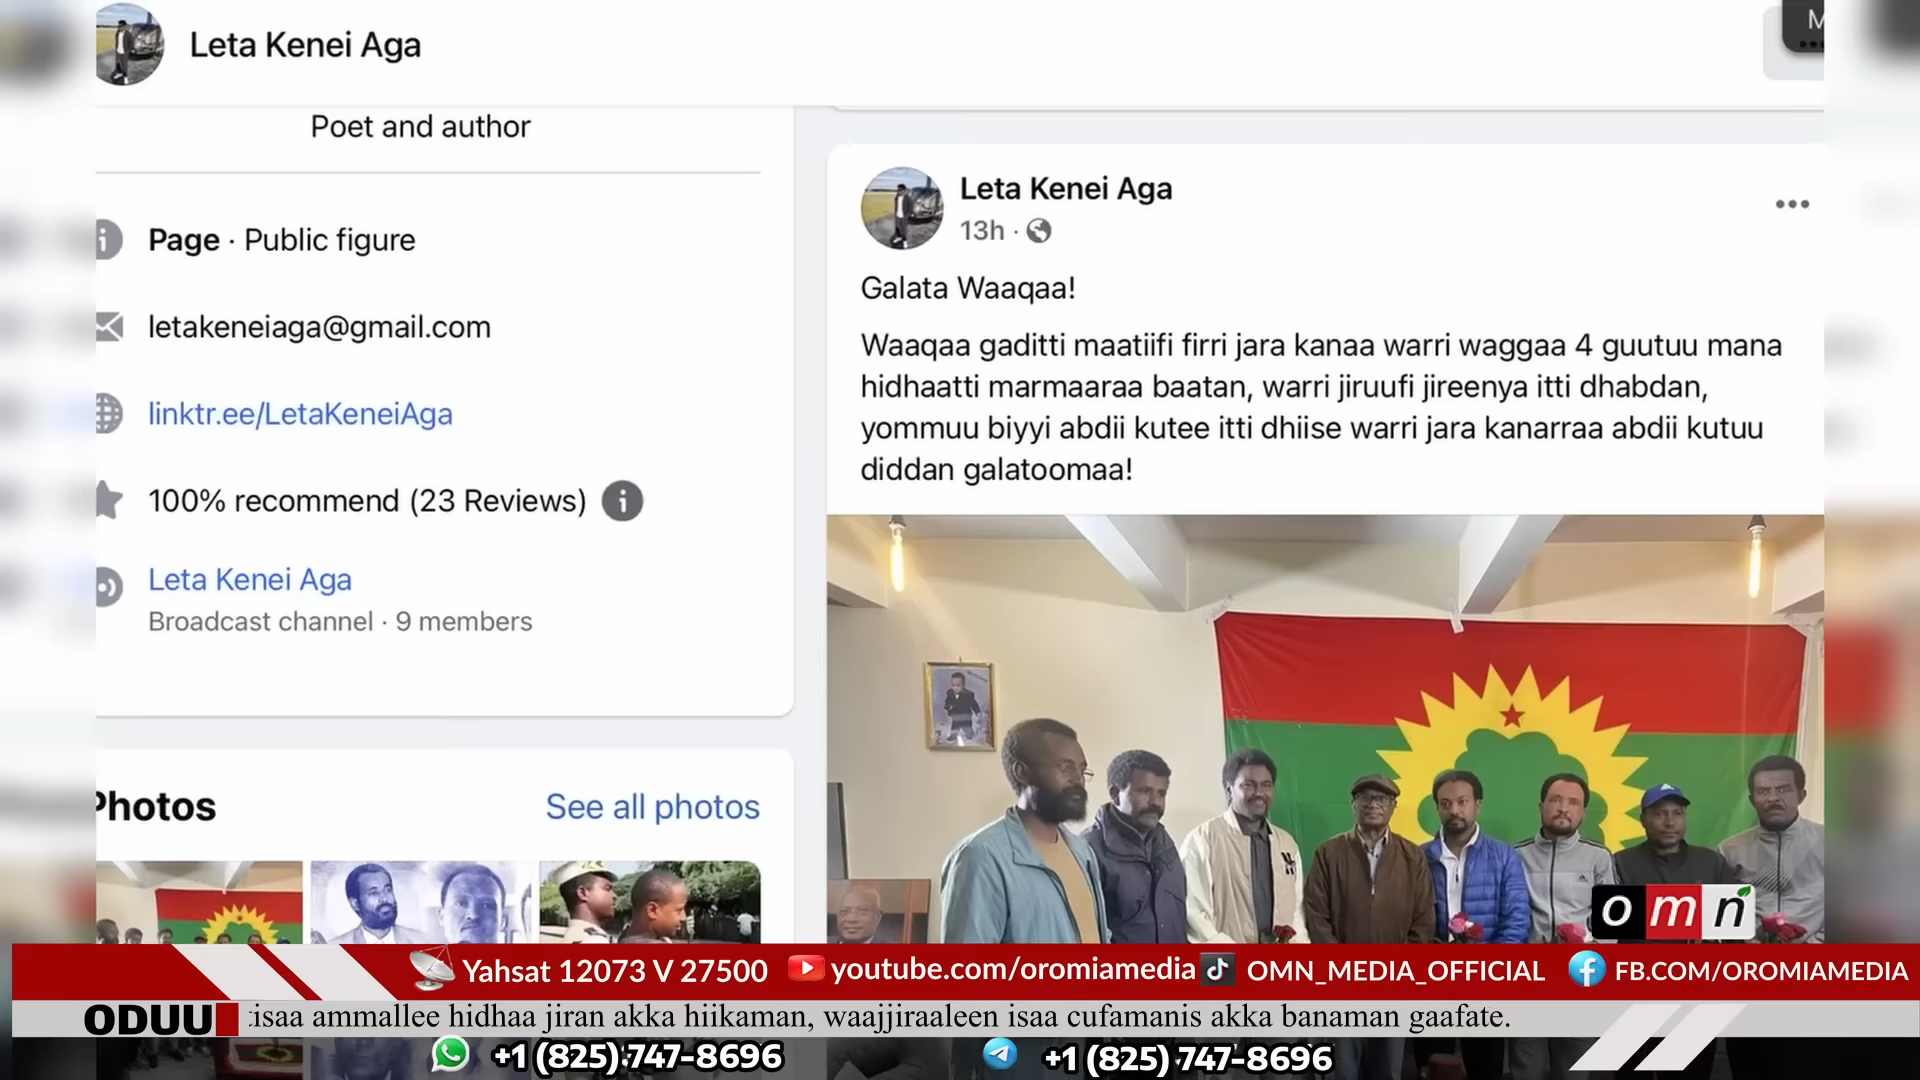 Leta Kenei Aga
Poet and author
Page · Public figure
letakeneiaga@gmail.com
linktr.ee/LetaKeneiAga
100% recommend (23 Reviews)
Leta Kenei Aga
Broadcast channel · 9 members
Photos
See all photos
Leta Kenei Aga
13h ·
Galata Waaqaa!
Waaqaa gaditti maatiifi firri jara kanaa warri waggaa 4 guutuu mana
hidhaatti marmaaraa baatan, warri jiruufi jireenya itti dhabdan,
yommuu biyyi abdii kutee itti dhiise warri jara kanarraa abdii kutuu
diddan galatoomaa!
omn
Yahsat 12073 V 27500 youtube.com/oromiamedia OMN_MEDIA_OFFICIAL FB.COM/OROMIAMEDIA
ODUU isaa ammallee hidhaa jiran akka hiikaman, waajjiraaleen isaa cufamanis akka banaman gaafate.
+1 (825) 747-8696 +1 (825) 747-8696